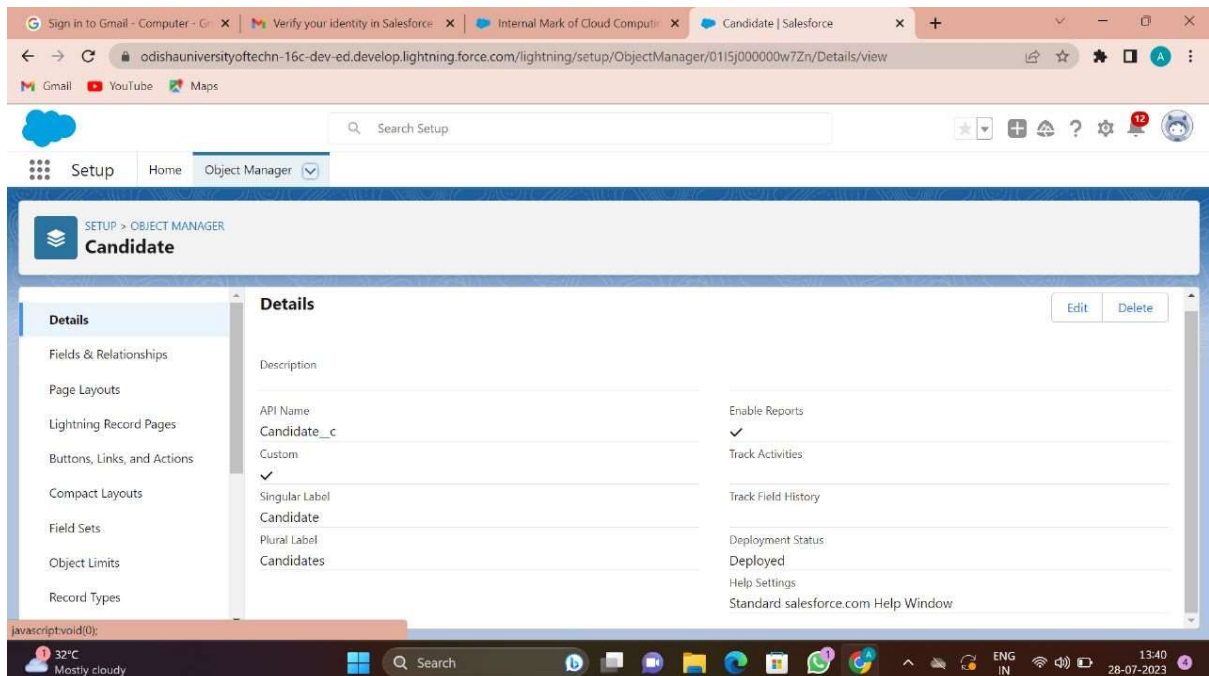 Sign in to Gmail - Computer - G
Verify your identity in Salesforce
Internal Mark of Cloud Computin
Candidate | Salesforce
odishauniversityoftechn-16c-dev-ed.develop.lightning.force.com/lightning/setup/ObjectManager/01I5j000000w7Zn/Details/view
A
Gmail YouTube Maps
Search Setup
12
Setup Home Object Manager
SETUP > OBJECT MANAGER
Candidate
Details
Fields & Relationships
Page Layouts
Lightning Record Pages
Buttons, Links, and Actions
Compact Layouts
Field Sets
Object Limits
Record Types
Details
Edit Delete
Description
API Name
Candidate__c
Custom
Singular Label
Candidate
Plural Label
Candidates
Enable Reports
Track Activities
Track Field History
Deployment Status
Deployed
Help Settings
Standard salesforce.com Help Window
javascript:void(0);
1
32°C
Mostly cloudy
Search
1
A
ENG
IN
13:40
28-07-2023
4